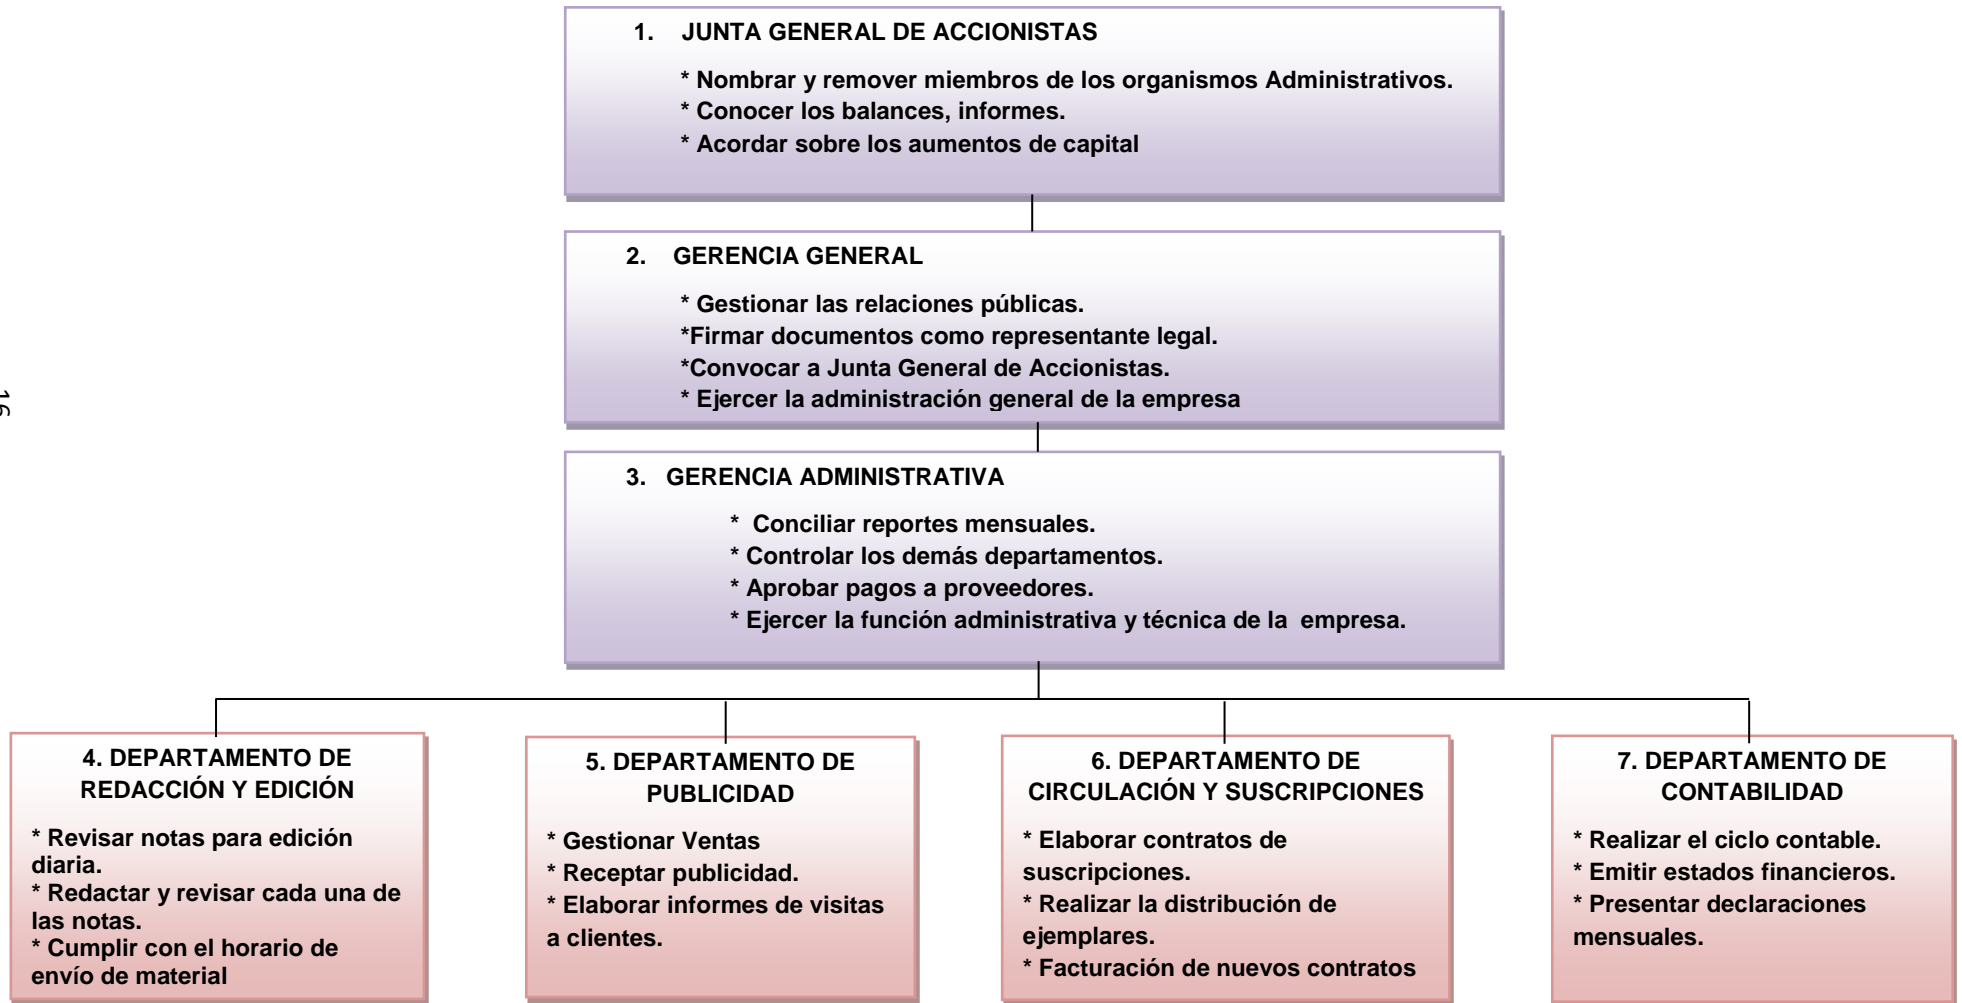 1. JUNTA GENERAL DE ACCIONISTAS
* Nombrar y remover miembros de los organismos Administrativos.
* Conocer los balances, informes.
* Acordar sobre los aumentos de capital
2. GERENCIA GENERAL
* Gestionar las relaciones públicas.
*Firmar documentos como representante legal.
*Convocar a Junta General de Accionistas.
* Ejercer la administración general de la empresa
16
3. GERENCIA ADMINISTRATIVA
* Conciliar reportes mensuales.
* Controlar los demás departamentos.
* Aprobar pagos a proveedores.
* Ejercer la función administrativa y técnica de la empresa.
4. DEPARTAMENTO DE
REDACCIÓN Y EDICIÓN
* Revisar notas para edición
diaria.
* Redactar y revisar cada una de
las notas.
* Cumplir con el horario de
envío de material
5. DEPARTAMENTO DE
PUBLICIDAD
* Gestionar Ventas
* Receptar publicidad.
* Elaborar informes de visitas
a clientes.
6. DEPARTAMENTO DE
CIRCULACIÓN Y SUSCRIPCIONES
* Elaborar contratos de
suscripciones.
* Realizar la distribución de
ejemplares.
* Facturación de nuevos contratos
7. DEPARTAMENTO DE
CONTABILIDAD
* Realizar el ciclo contable.
* Emitir estados financieros.
* Presentar declaraciones
mensuales.